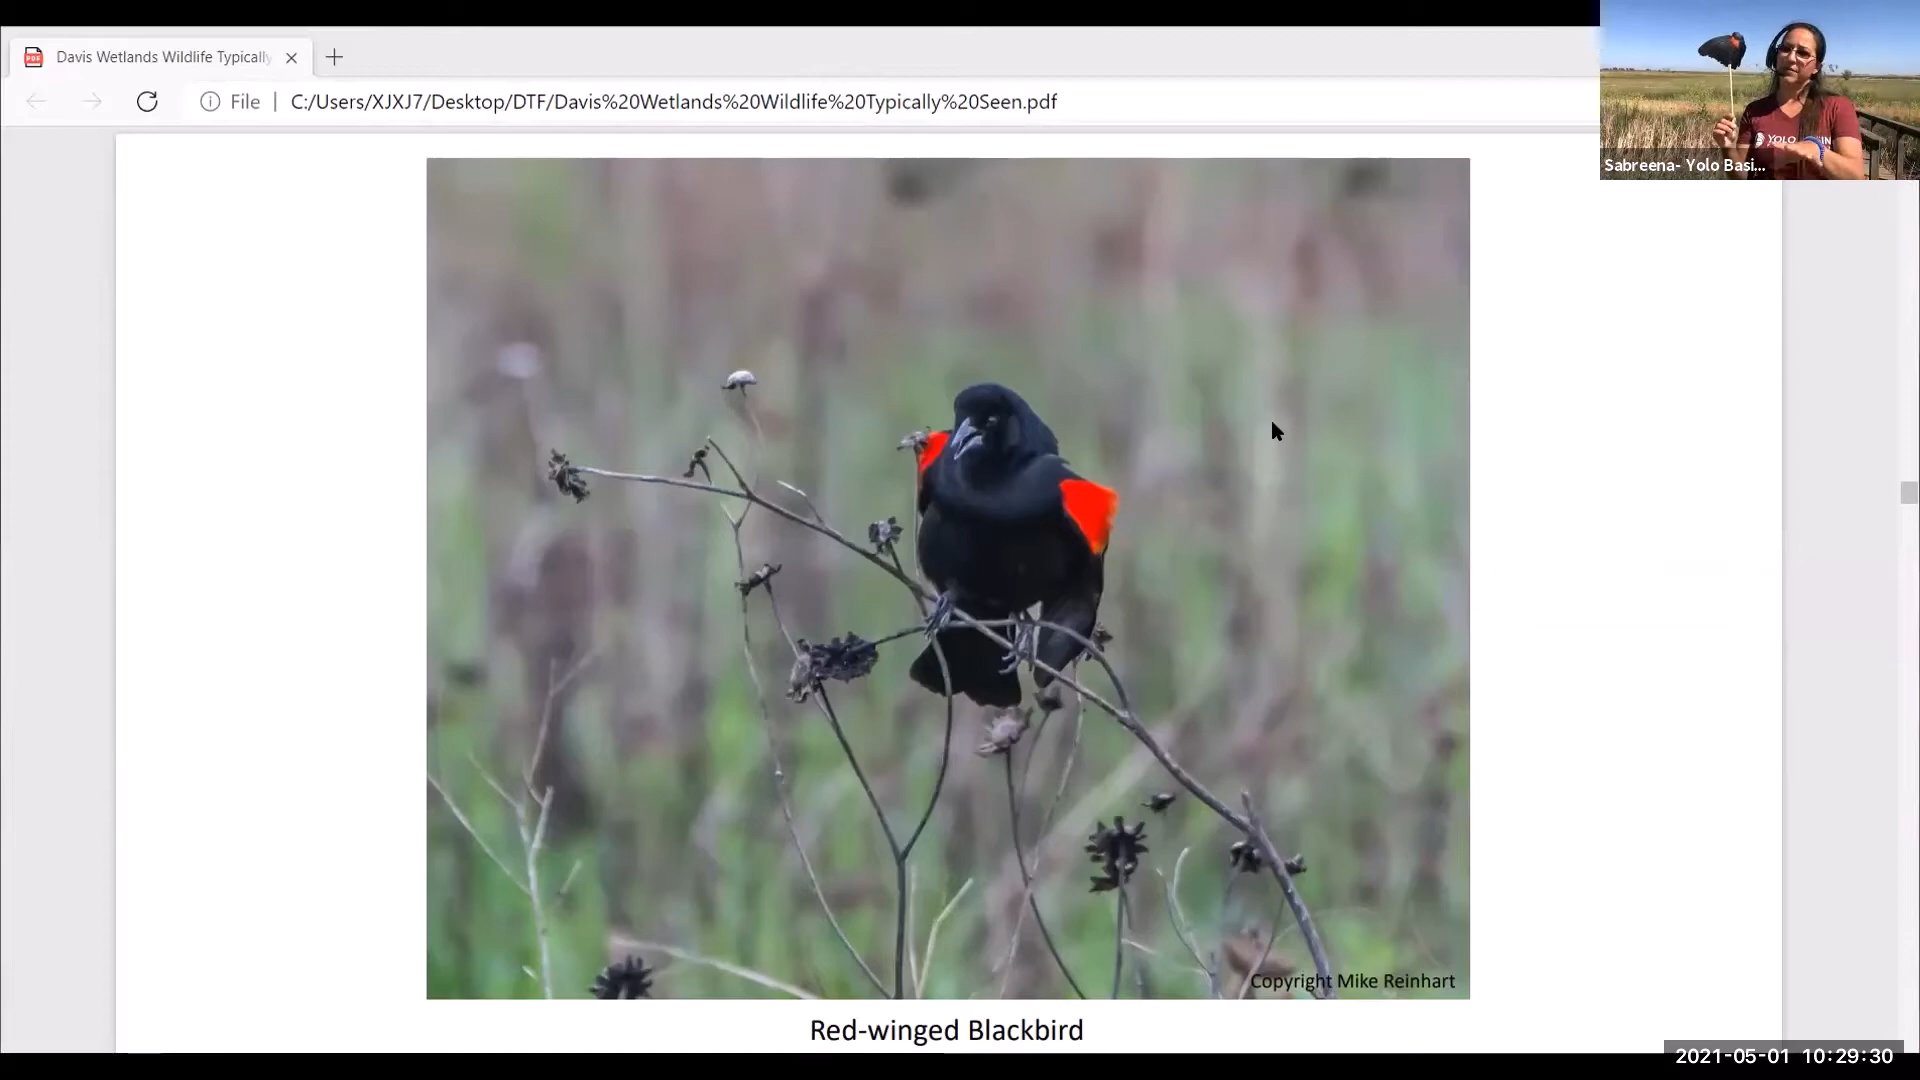 Davis Wetlands Wildlife Typically
File
C:/Users/XJXJ7/Desktop/DTF/Davis%20Wetlands%20Wildlife%20Typically%20Seen.pdf
YOLO
Sabreena- Yolo Basi...
Copyright Mike Reinhart
Red-winged Blackbird
2021-05-01 10:29:30